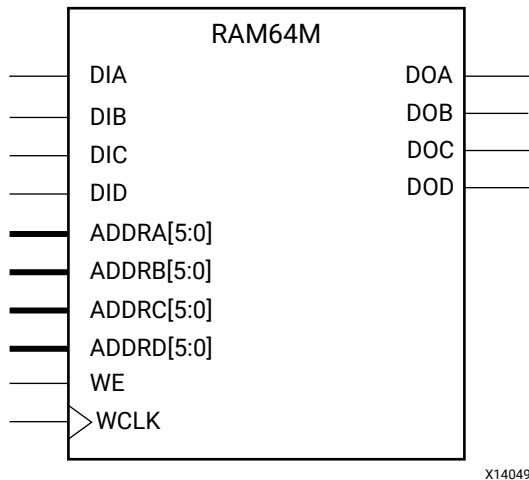 RAM64M
DIA
DIB
DIC
DID
ADDRA[5:0]
ADDRB[5:0]
ADDRC[5:0]
ADDRD[5:0]
WE
WCLK
DOA
DOB
DOC
DOD
X14049